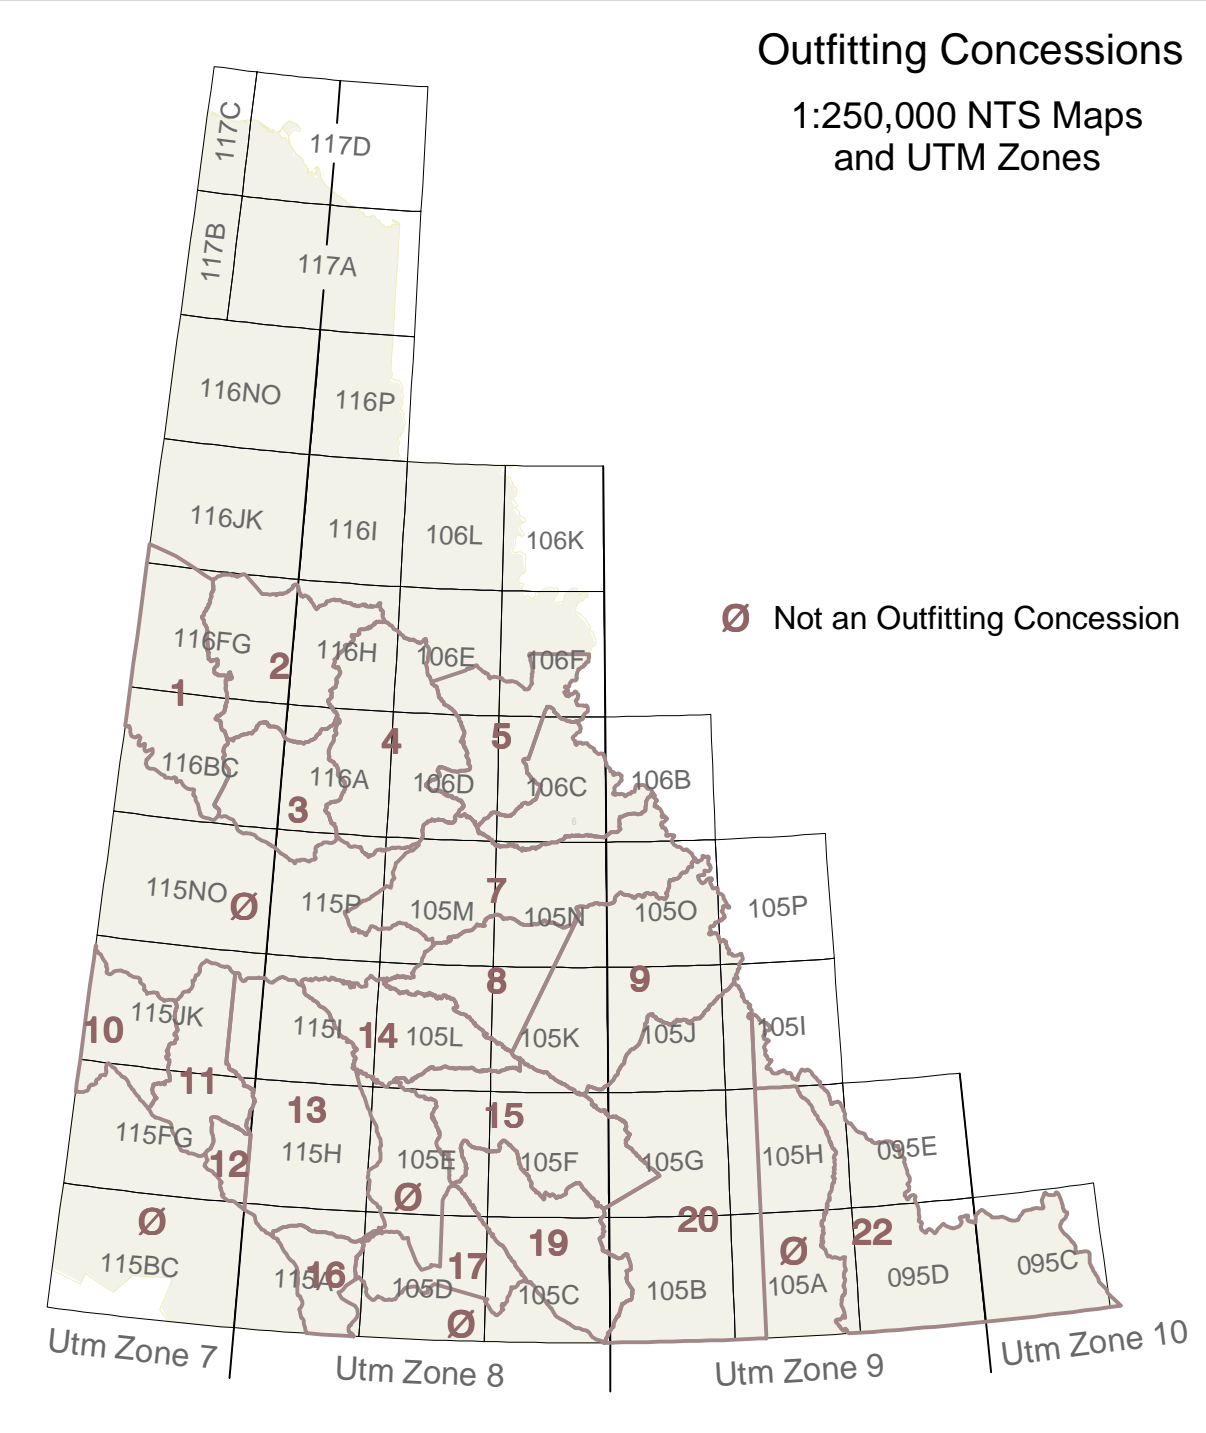 Outfitting Concessions
1:250,000 NTS Maps
and UTM Zones
117C
117D
117B
117A
116NO
116P
116JK
116I
106L
106K
Ø Not an Outfitting Concession
116FG
116H
106E
106F
2
1
4
5
116BC
116A
106D
106C
106B
3
6
115NO
Ø
115P
7
105M
105N
105O
105P
8
9
10
115JK
115I
14
105L
105K
105J
105I
11
13
15
115FG
12
115H
105E
105F
105G
105H
095E
Ø
Ø
20
22
115BC
115A
16
17
19
Ø
105D
105C
105B
105A
095D
095C
Ø
Utm Zone 7
Utm Zone 8
Utm Zone 9
Utm Zone 10